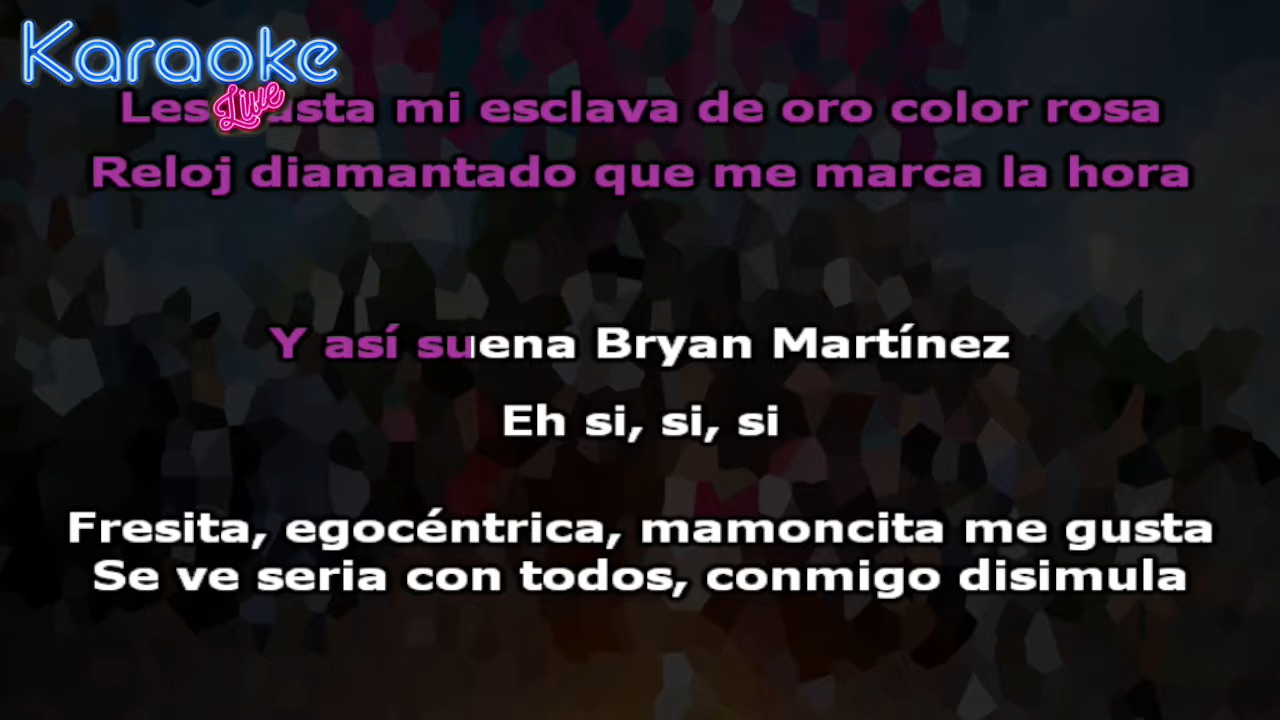 Karaoke
Live
Les usta mi esclava de oro color rosa
Reloj diamantado que me marca la hora
Y así suena Bryan Martínez
Eh si, si, si
Fresita, egocéntrica, mamoncita me gusta
Se ve seria con todos, conmigo disimula